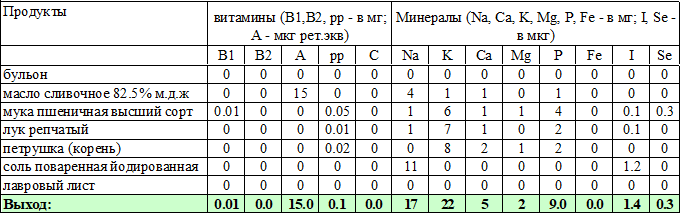 Продукты витамины (B1,B2, pp - в мг; Минералы (Na, Ca, K, Mg, P, Fe - в мг; I, Se -
A - мкг рет.экв) в мкг)
B1 B2 A pp C Na K Ca Mg P Fe I Se
бульон 0 0 0 0 0 0 0 0 0 0 0 0 0
масло сливочное 82.5% м.д.ж 0 0 15 0 0 4 1 1 0 1 0 0 0
мука пшеничная высший сорт 0.01 0 0 0.05 0 1 6 1 1 4 0 0.1 0.3
лук репчатый 0 0 0 0.01 0 1 7 1 0 2 0 0.1 0
петрушка (корень) 0 0 0 0.02 0 0 8 2 1 2 0 0 0
соль поваренная йодированная 0 0 0 0 0 11 0 0 0 0 0 1.2 0
лавровый лист 0 0 0 0 0 0 0 0 0 0 0 0 0
Выход: 0.01 0.0 15.0 0.1 0.0 17 22 5 2 9.0 0.0 1.4 0.3